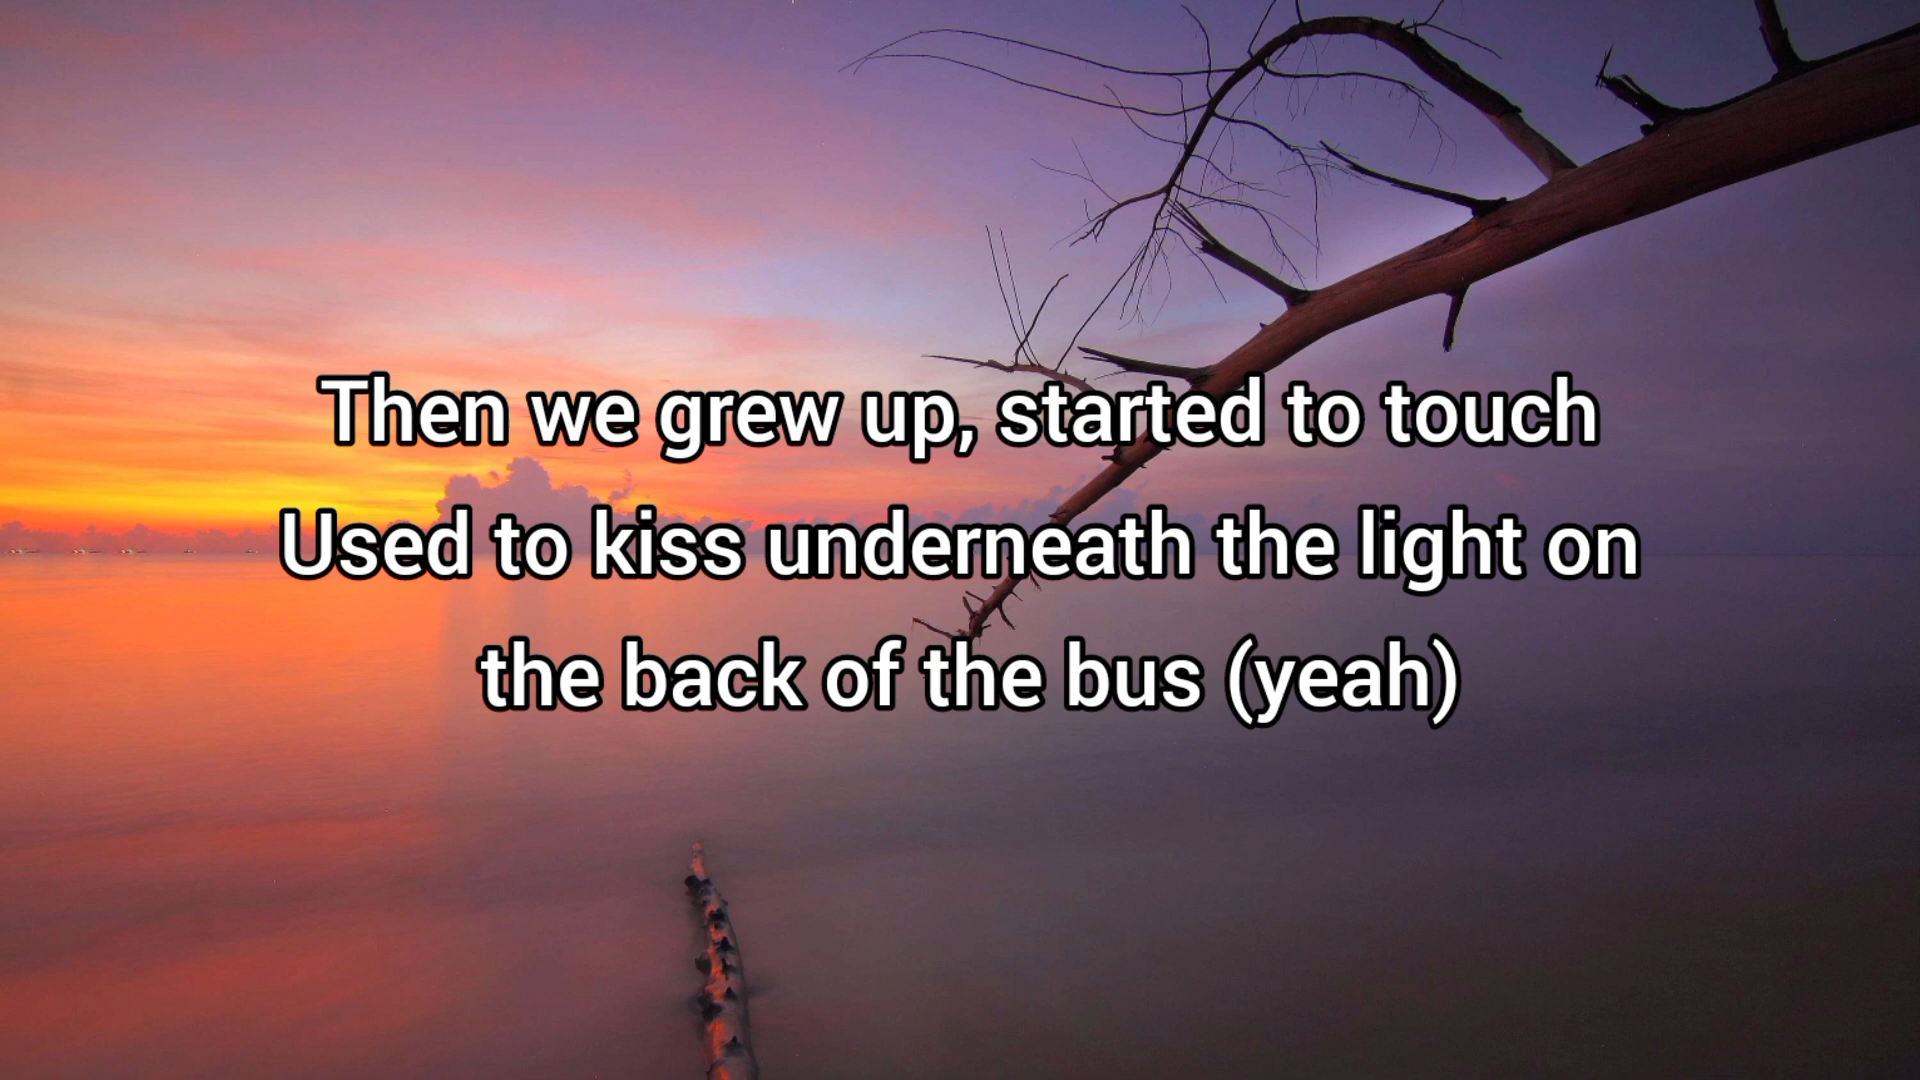 Then we grew up, started to touch
Used to kiss underneath the light on
the back of the bus (yeah)